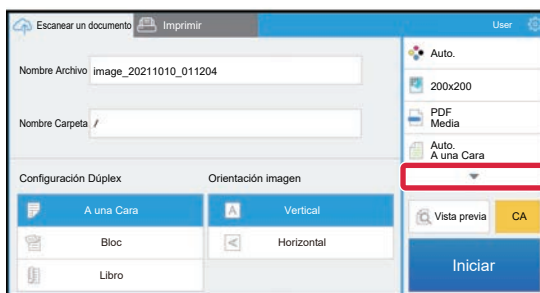 Escanear un documento
Imprimir
User
Nombre Archivo image_20211010_011204
Nombre Carpeta /
Configuración Dúplex
A una Cara
Bloc
Libro
Orientación imagen
A Vertical
Horizontal
Auto.
200x200
PDF
Media
Auto.
A una Cara
Vista previa
CA
Iniciar